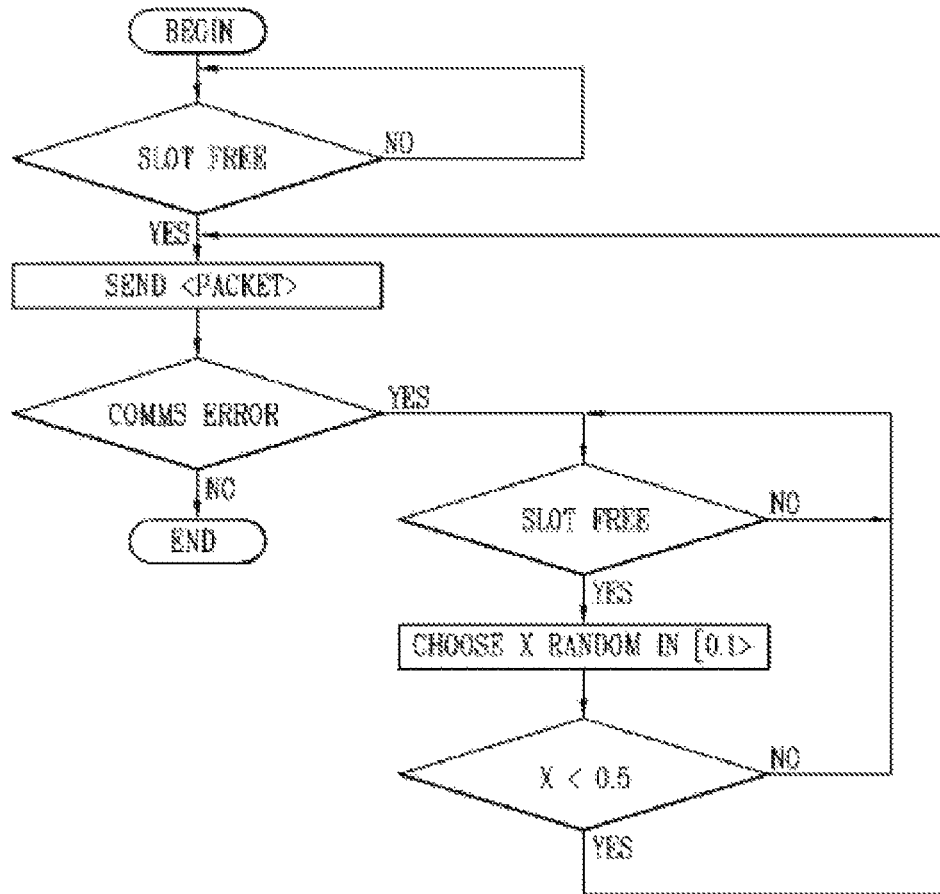 BEGIN
SLOT FREE
NO
YES
SEND <PACKET>
COMMS ERROR
YES
NO
END
SLOT FREE
NO
YES
CHOOSE X RANDOM IN [0.1>
X < 0.5
NO
YES